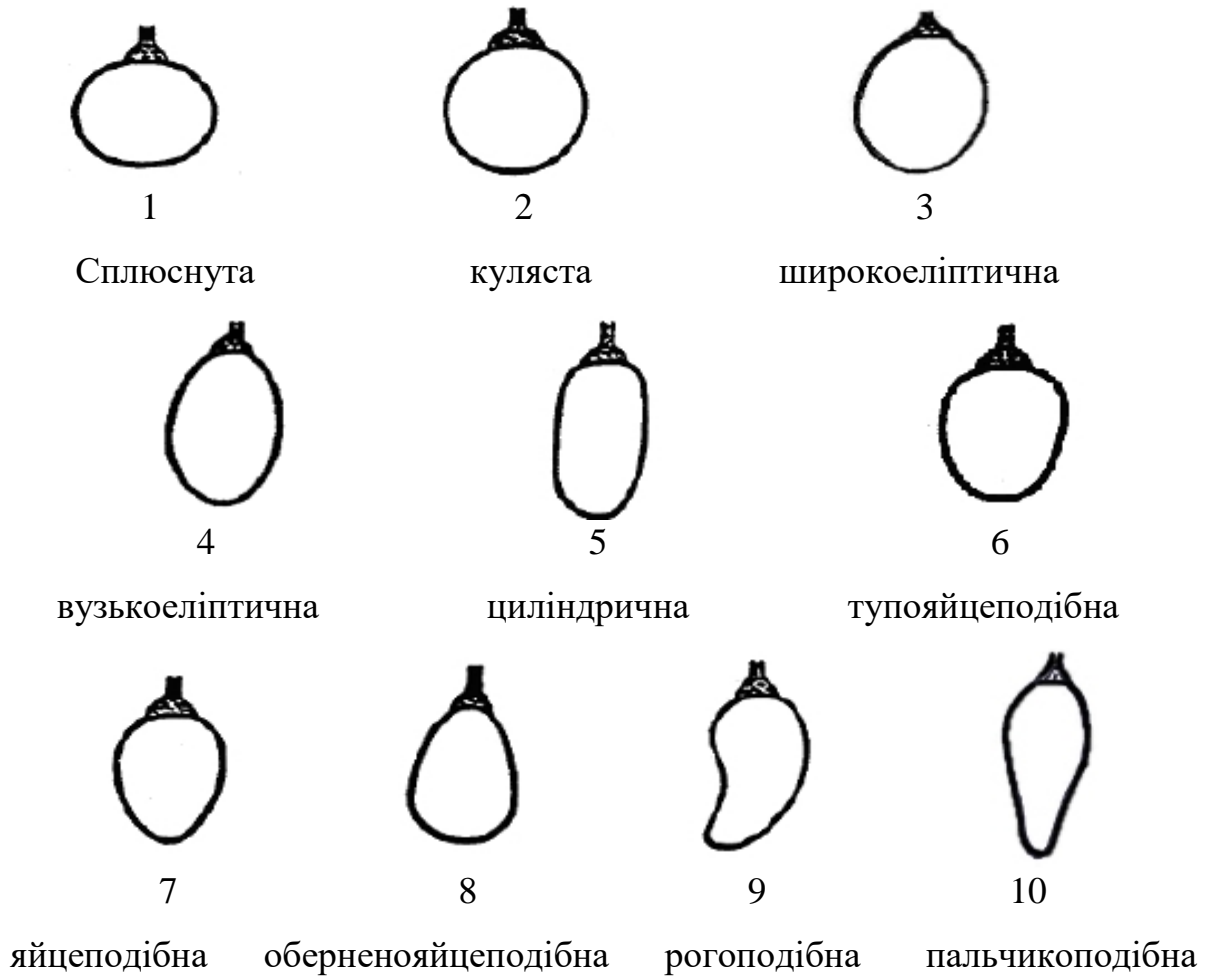 1 2 3
Сплюснута куляста широкоеліптична
4 5 6
вузькоеліптична циліндрична тупояйцеподібна
7 8 9 10
яйцеподібна оберненояйцеподібна рогоподібна пальчикоподібна